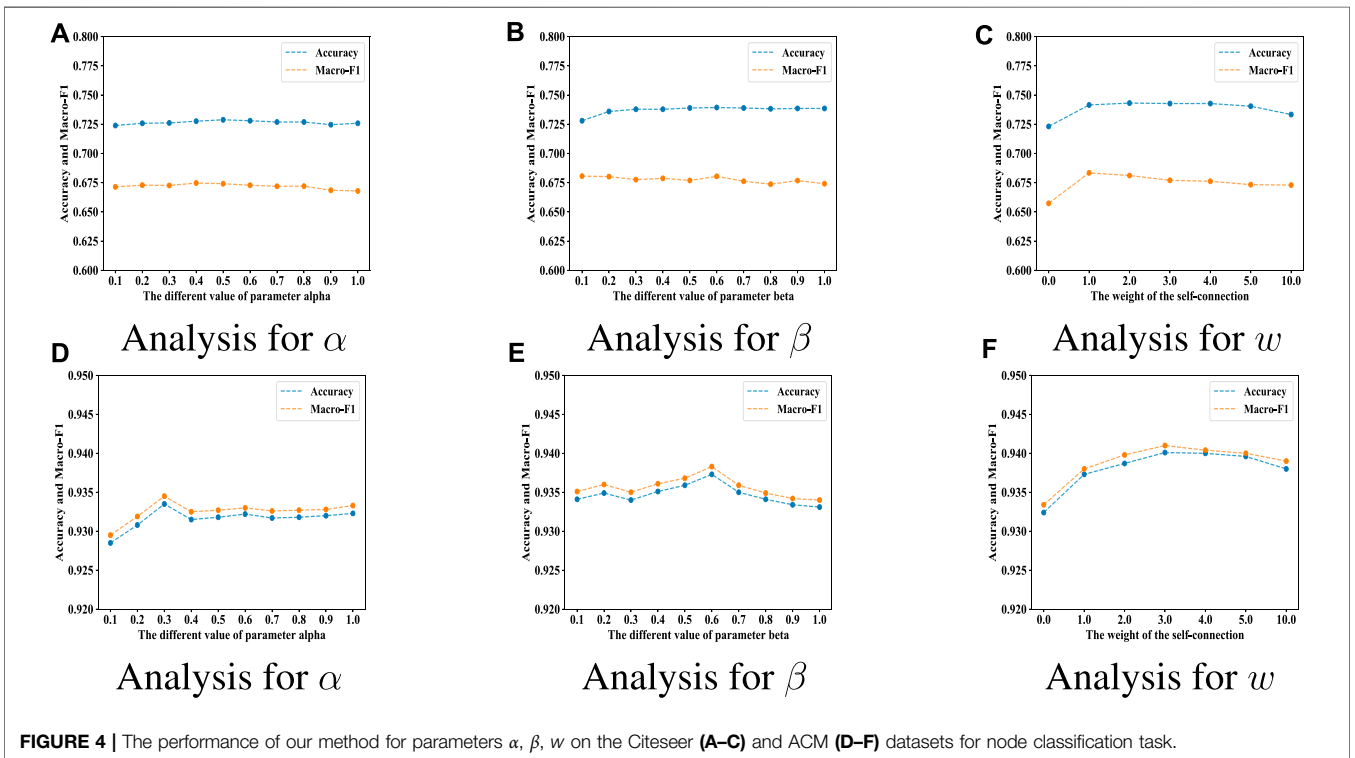 A
0.800
0.775
0.750
0.725
0.700
0.675
0.650
0.625
0.600
Accuracy and Macro-F1
Accuracy
Macro-F1
0.1 0.2 0.3 0.4 0.5 0.6 0.7 0.8 0.9 1.0
The different value of parameter alpha
Analysis for α
B
0.800
0.775
0.750
0.725
0.700
0.675
0.650
0.625
0.600
Accuracy and Macro-F1
Accuracy
Macro-F1
0.1 0.2 0.3 0.4 0.5 0.6 0.7 0.8 0.9 1.0
The different value of parameter beta
Analysis for β
C
0.800
0.775
0.750
0.725
0.700
0.675
0.650
0.625
0.600
Accuracy and Macro-F1
Accuracy
Macro-F1
0.0 1.0 2.0 3.0 4.0 5.0 10.0
The weight of the self-connection
Analysis for w
D
0.950
0.945
0.940
0.935
0.930
0.925
0.920
Accuracy and Macro-F1
Accuracy
Macro-F1
0.1 0.2 0.3 0.4 0.5 0.6 0.7 0.8 0.9 1.0
The different value of parameter alpha
Analysis for α
E
0.950
0.945
0.940
0.935
0.930
0.925
0.920
Accuracy and Macro-F1
Accuracy
Macro-F1
0.1 0.2 0.3 0.4 0.5 0.6 0.7 0.8 0.9 1.0
The different value of parameter beta
Analysis for β
F
0.950
0.945
0.940
0.935
0.930
0.925
0.920
Accuracy and Macro-F1
Accuracy
Macro-F1
0.0 1.0 2.0 3.0 4.0 5.0 10.0
The weight of the self-connection
Analysis for w
FIGURE 4 | The performance of our method for parameters α, β, w on the Citeseer (A–C) and ACM (D–F) datasets for node classification task.